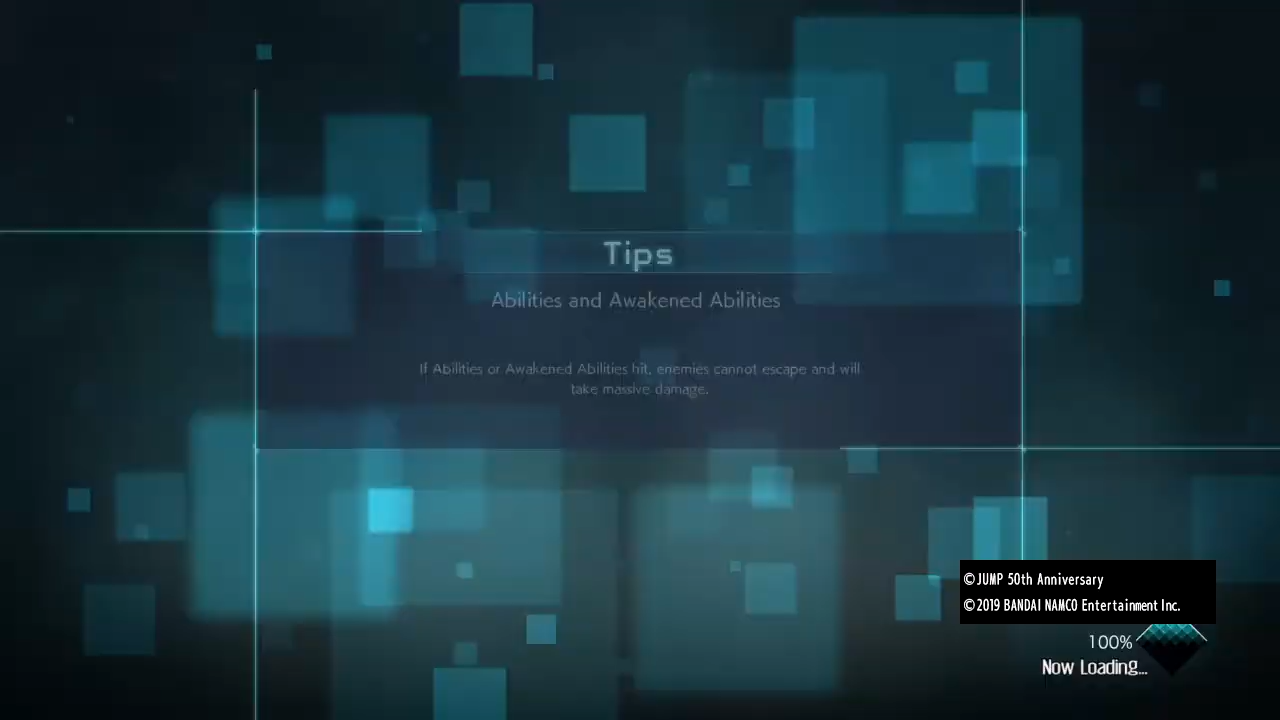 Tips
Abilities and Awakened Abilities
If Abilities or Awakened Abilities hit, enemies cannot escape and will
take massive damage.
©JUMP 50th Anniversary
©2019 BANDAI NAMCO Entertainment Inc.
100%
Now Loading...